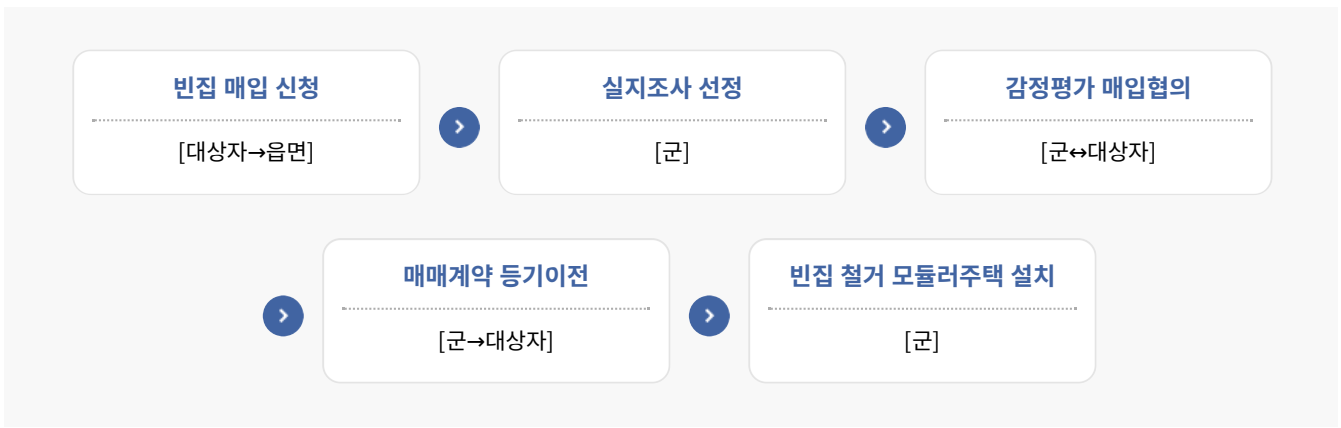 빈집 매입 신청
[대상자→읍면]
실지조사 선정
[군]
감정평가 매입협의
[군↔대상자]
매매계약 등기이전
[군→대상자]
빈집 철거 모듈러주택 설치
[군]